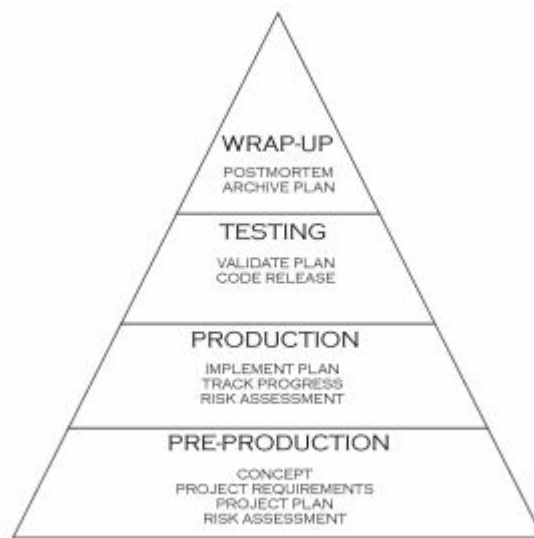 WRAP-UP
POSTMORTEM
ARCHIVE PLAN
TESTING
VALIDATE PLAN
CODE RELEASE
PRODUCTION
IMPLEMENT PLAN
TRACK PROGRESS
RISK ASSESSMENT
PRE-PRODUCTION
CONCEPT
PROJECT REQUIREMENTS
PROJECT PLAN
RISK ASSESSMENT